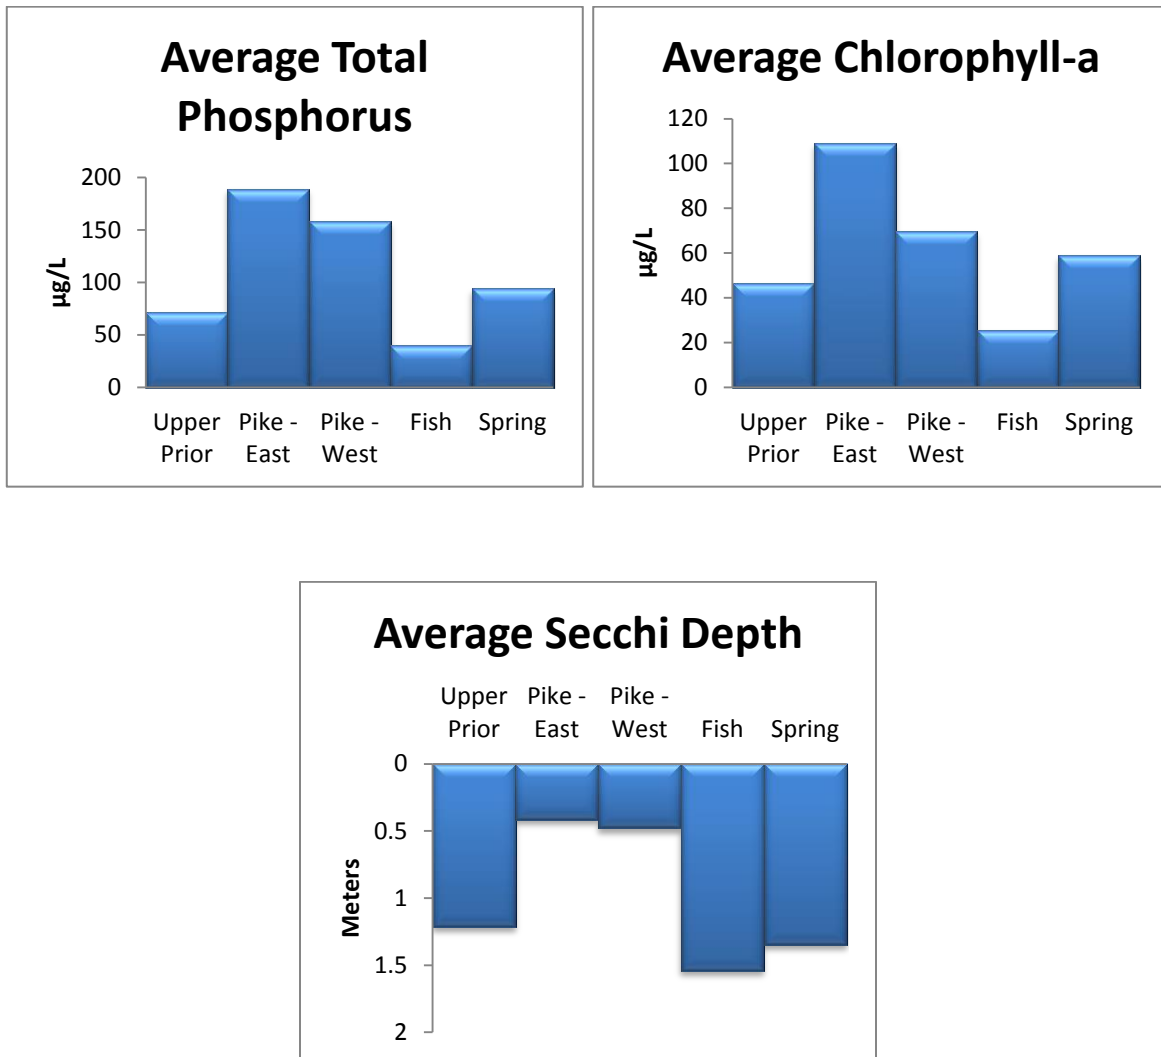 Average Total
Phosphorus
200
150
100
50
0
µg/L
Upper Prior
Pike - East
Pike - West
Fish
Spring
Average Chlorophyll-a
120
100
80
60
40
20
0
µg/L
Upper Prior
Pike - East
Pike - West
Fish
Spring
Average Secchi Depth
Upper Prior
Pike - East
Pike - West
Fish
Spring
0
0.5
1
1.5
2
Meters